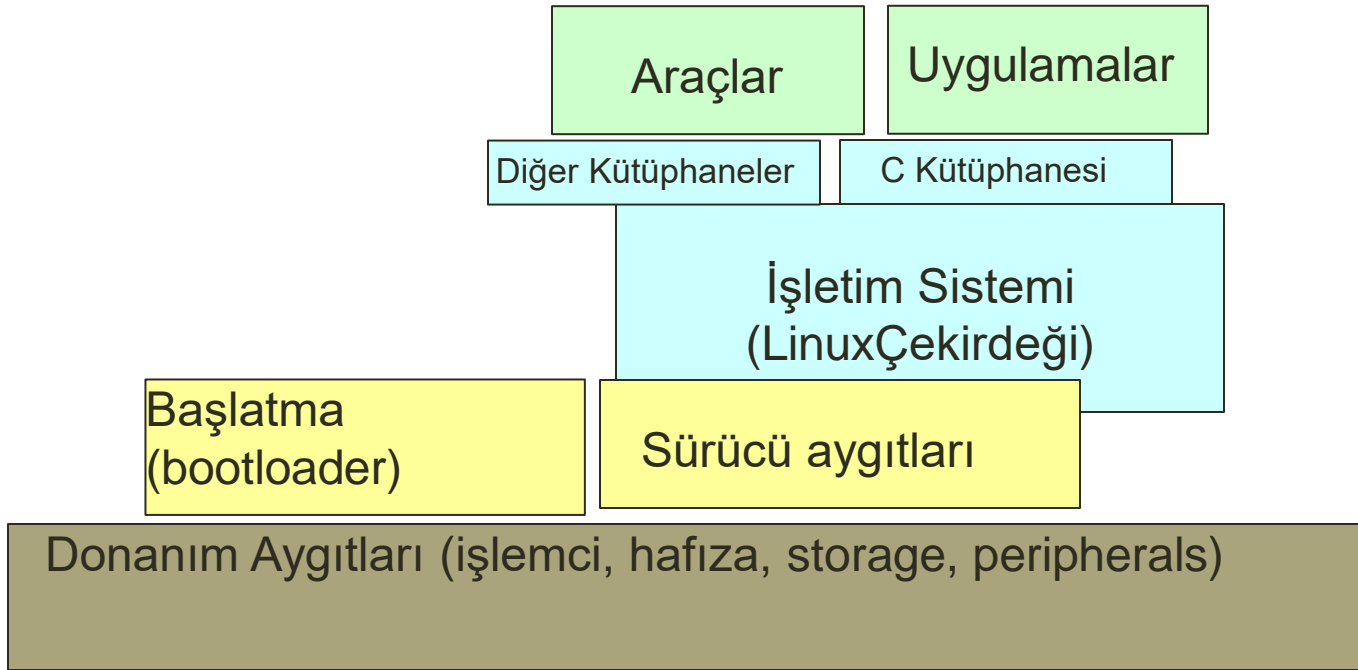 Araçlar
Uygulamalar
Diğer Kütüphaneler
C Kütüphanesi
İşletim Sistemi
(LinuxÇekirdeği)
Başlatma
(bootloader)
Sürücü aygıtları
Donanım Aygıtları (işlemci, hafıza, storage, peripherals)